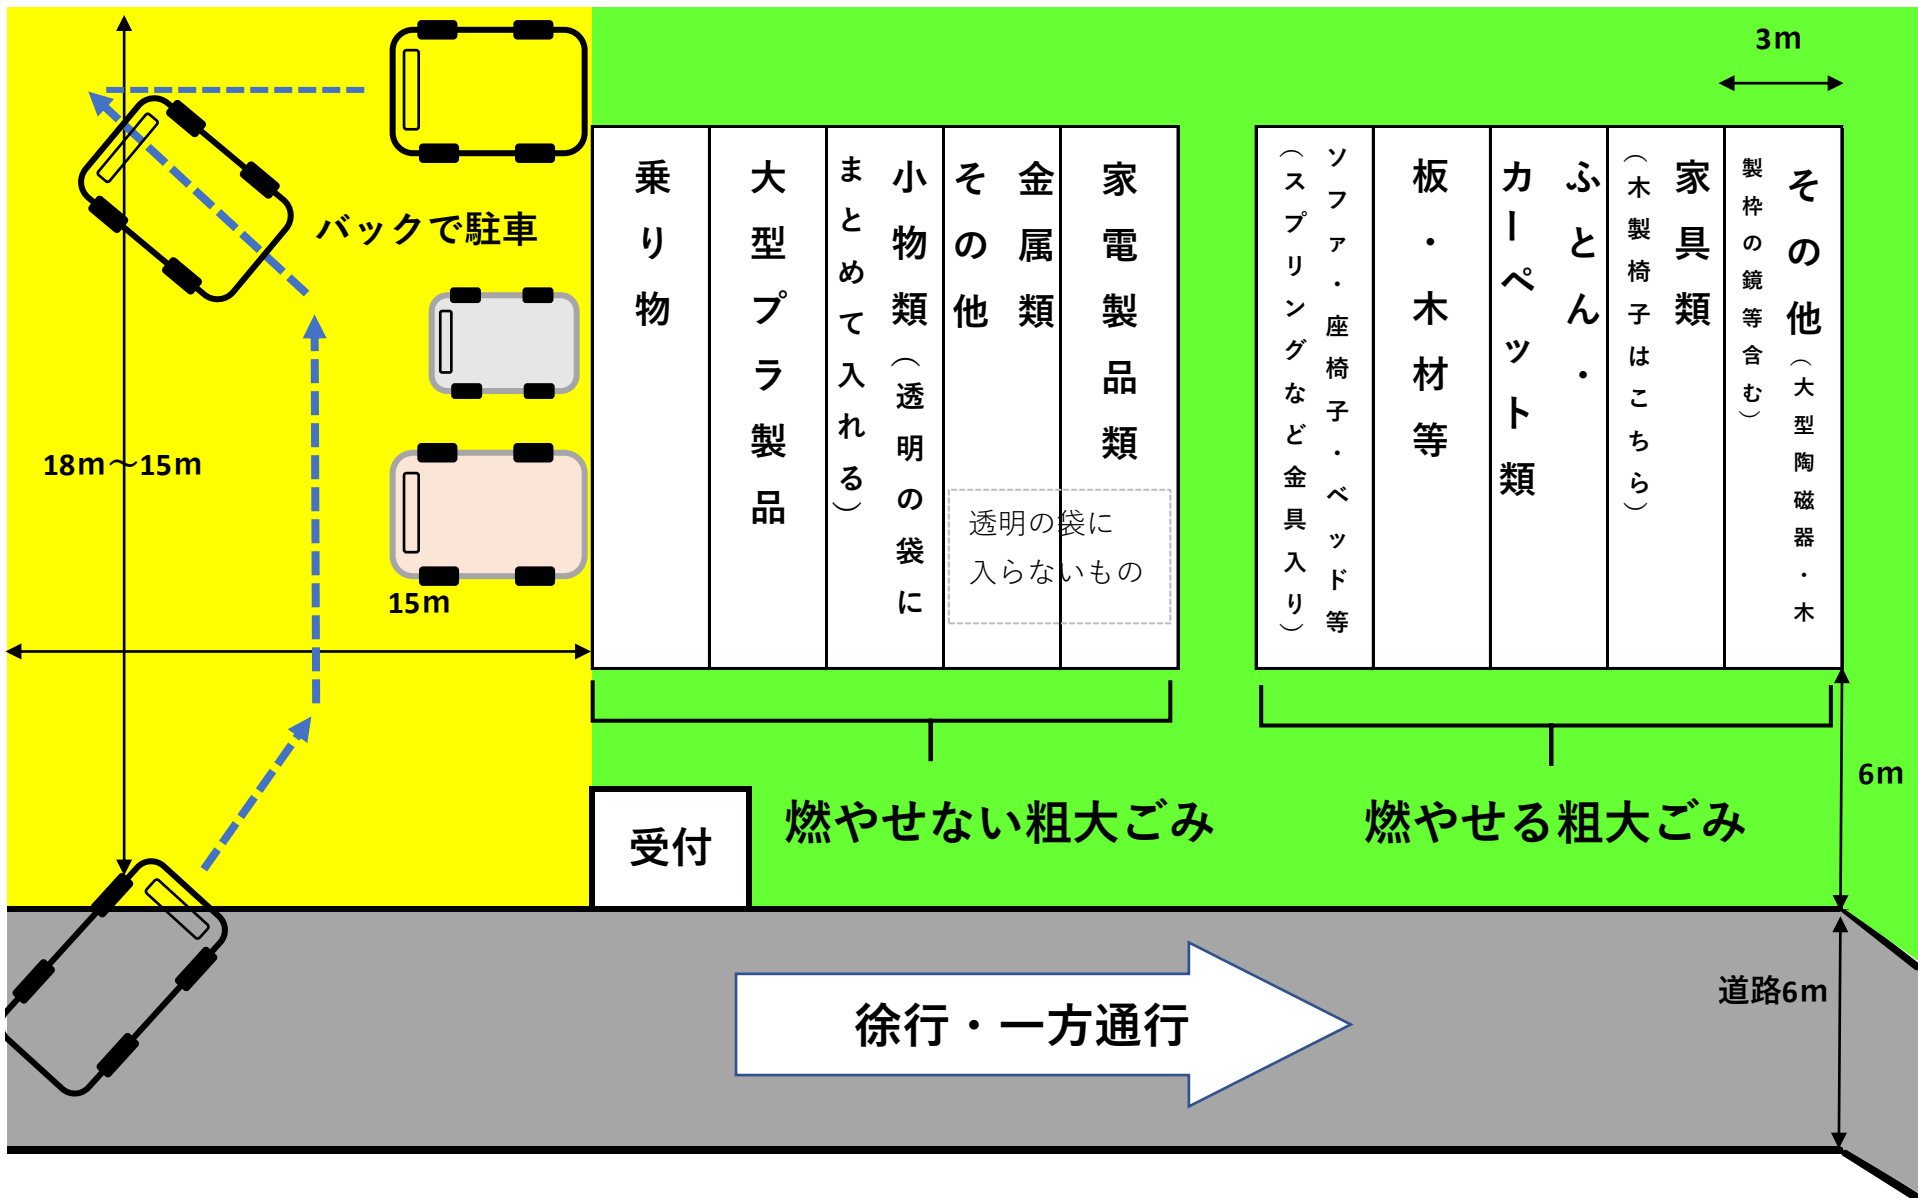 3m
バックで駐車
18m～15m
15m
乗り物
大型プラ製品
小物類（透明の袋に
まとめて入れる）
金属類
その他
家電製品類
透明の袋に
入らないもの
ソファ・座椅子・ベッド等
（スプリングなど金具入り）
板・木材等
ふとん・
カーペット類
家具類
（木製椅子はこちら）
その他（大型陶磁器・木
製枠の鏡等含む）
燃やせない粗大ごみ
燃やせる粗大ごみ
6m
受付
徐行・一方通行
道路6m